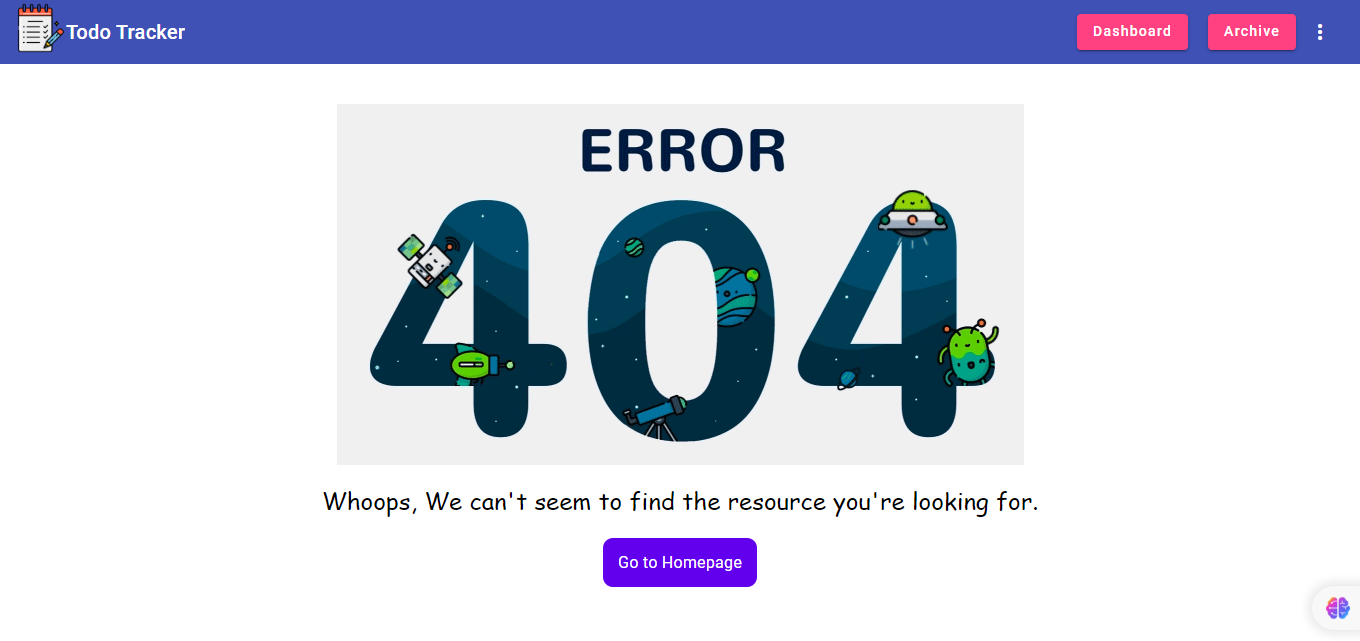 Todo Tracker
Dashboard
Archive
ERROR
404
Whoops, We can't seem to find the resource you're looking for.
Go to Homepage